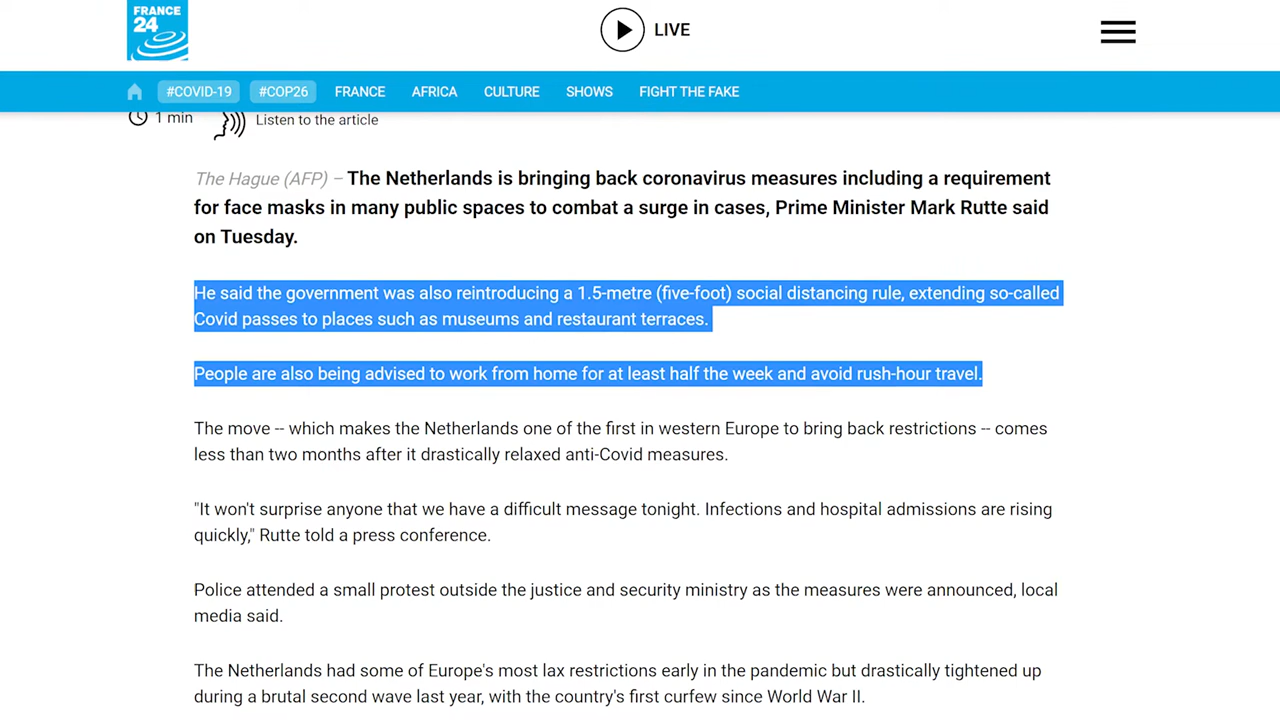 FRANCE
24
LIVE
#COVID-19 #COP26 FRANCE AFRICA CULTURE SHOWS FIGHT THE FAKE
1 min Listen to the article
The Hague (AFP) – The Netherlands is bringing back coronavirus measures including a requirement
for face masks in many public spaces to combat a surge in cases, Prime Minister Mark Rutte said
on Tuesday.
He said the government was also reintroducing a 1.5-metre (five-foot) social distancing rule, extending so-called
Covid passes to places such as museums and restaurant terraces.
People are also being advised to work from home for at least half the week and avoid rush-hour travel.
The move -- which makes the Netherlands one of the first in western Europe to bring back restrictions -- comes
less than two months after it drastically relaxed anti-Covid measures.
"It won't surprise anyone that we have a difficult message tonight. Infections and hospital admissions are rising
quickly," Rutte told a press conference.
Police attended a small protest outside the justice and security ministry as the measures were announced, local
media said.
The Netherlands had some of Europe's most lax restrictions early in the pandemic but drastically tightened up
during a brutal second wave last year, with the country's first curfew since World War II.